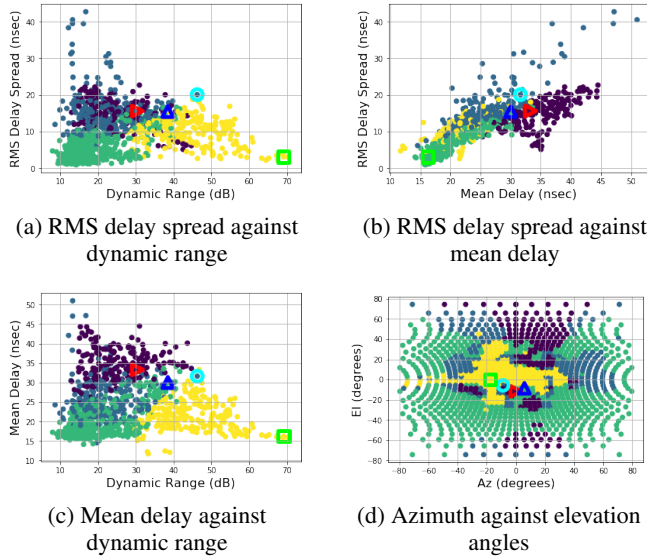 40
30
20
10
0
RMS Delay Spread (nsec)
10 20 30 40 50 60 70
Dynamic Range (dB)
(a) RMS delay spread against
dynamic range
40
30
20
10
0
RMS Delay Spread (nsec)
15 20 25 30 35 40 45 50
Mean Delay (nsec)
(b) RMS delay spread against
mean delay
50
45
40
35
30
25
20
15
10
Mean Delay (nsec)
10 20 30 40 50 60 70
Dynamic Range (dB)
(c) Mean delay against
dynamic range
80
60
40
20
0
-20
-40
-60
-80
El (degrees)
-80 -60 -40 -20 0 20 40 60 80
Az (degrees)
(d) Azimuth against elevation
angles